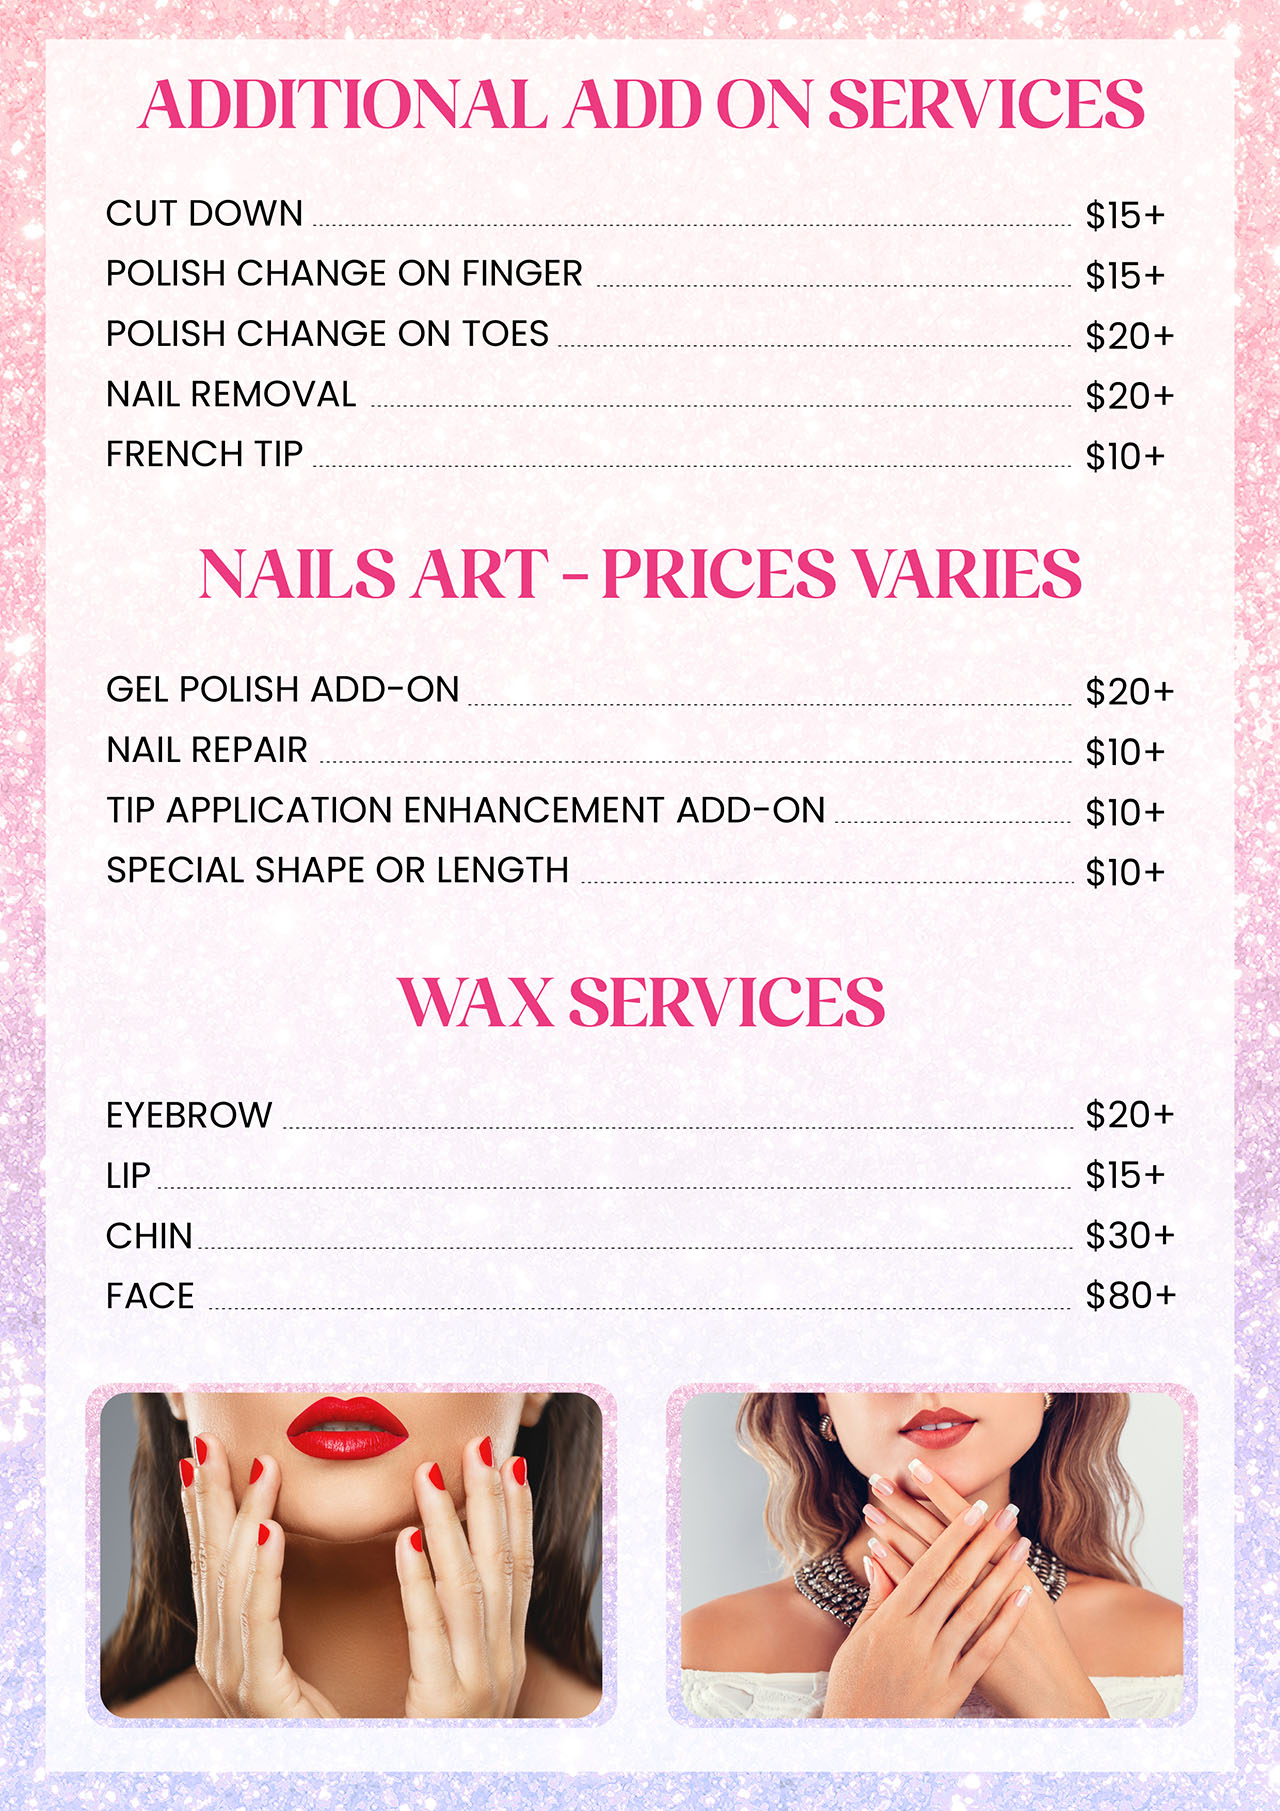 ADDITIONAL ADD ON SERVICES
CUT DOWN $15+
POLISH CHANGE ON FINGER $15+
POLISH CHANGE ON TOES $20+
NAIL REMOVAL $20+
FRENCH TIP $10+
NAILS ART - PRICES VARIES
GEL POLISH ADD-ON $20+
NAIL REPAIR $10+
TIP APPLICATION ENHANCEMENT ADD-ON $10+
SPECIAL SHAPE OR LENGTH $10+
WAX SERVICES
EYEBROW $20+
LIP $15+
CHIN $30+
FACE $80+